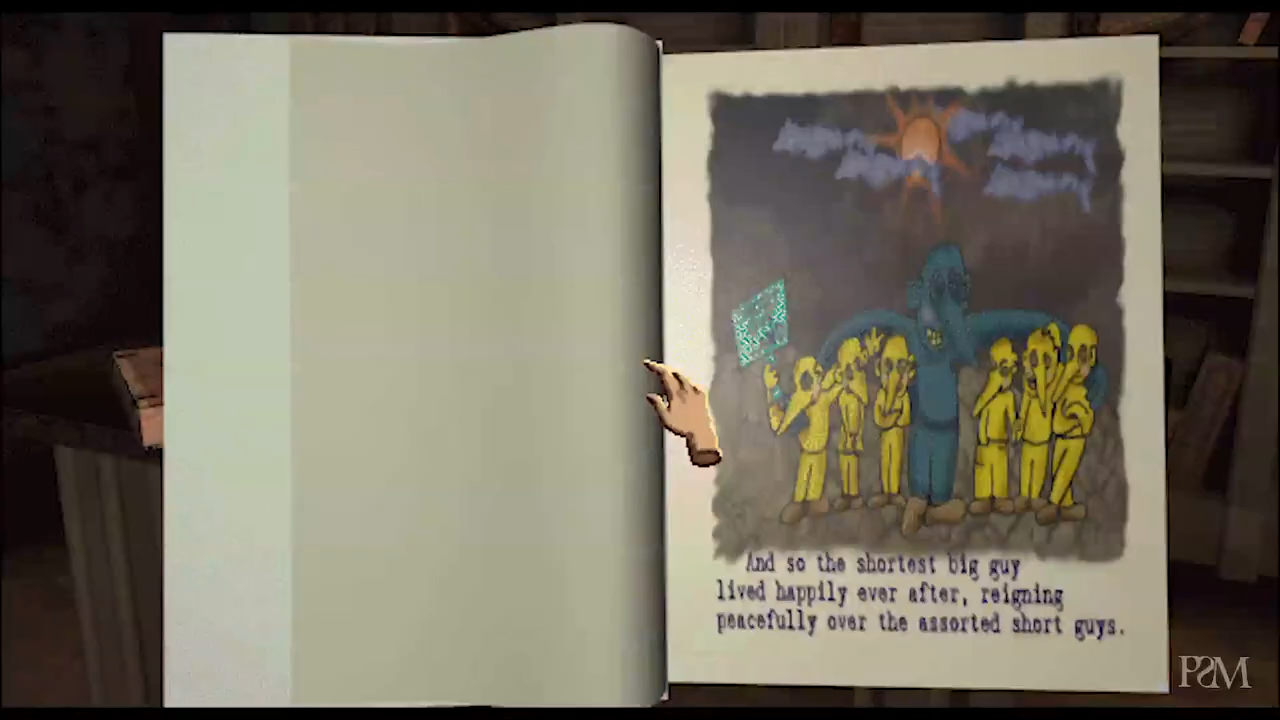 And so the shortest big guy
lived happily ever after, reigning
peacefully over the assorted short guys.
PSM